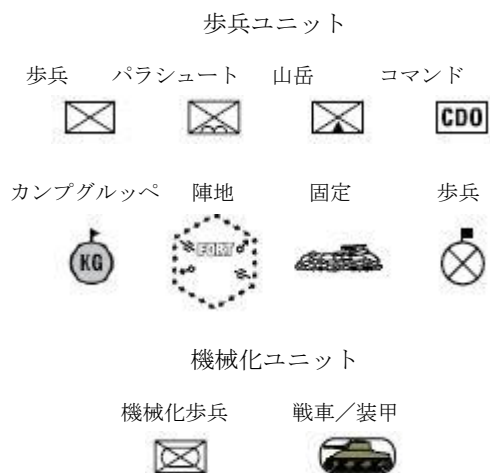 歩兵ユニット
歩兵 パラシュート 山岳 コマンド
CDO
カンプグルッペ 陣地 固定 歩兵
FORT
KG
機械化ユニット
機械化歩兵 戦車／装甲